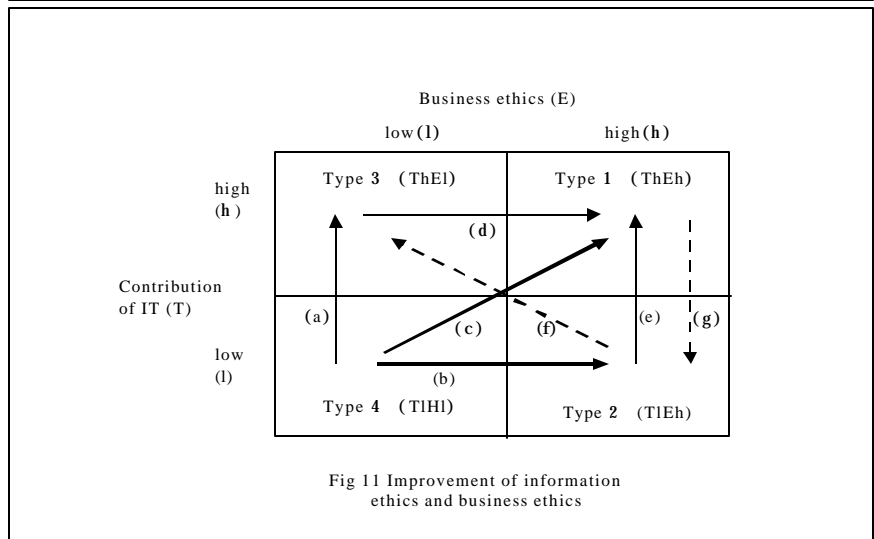 Business ethics (E)
low(l) high(h)
Type 3 (ThEl) Type 1 (ThEh)
high
(h)
(d)
Contribution
of IT (T)
(a) (c) (f) (e) (g)
low
(l)
(b)
Type 4 (TlHl) Type 2 (TlEh)
Fig 11 Improvement of information
ethics and business ethics